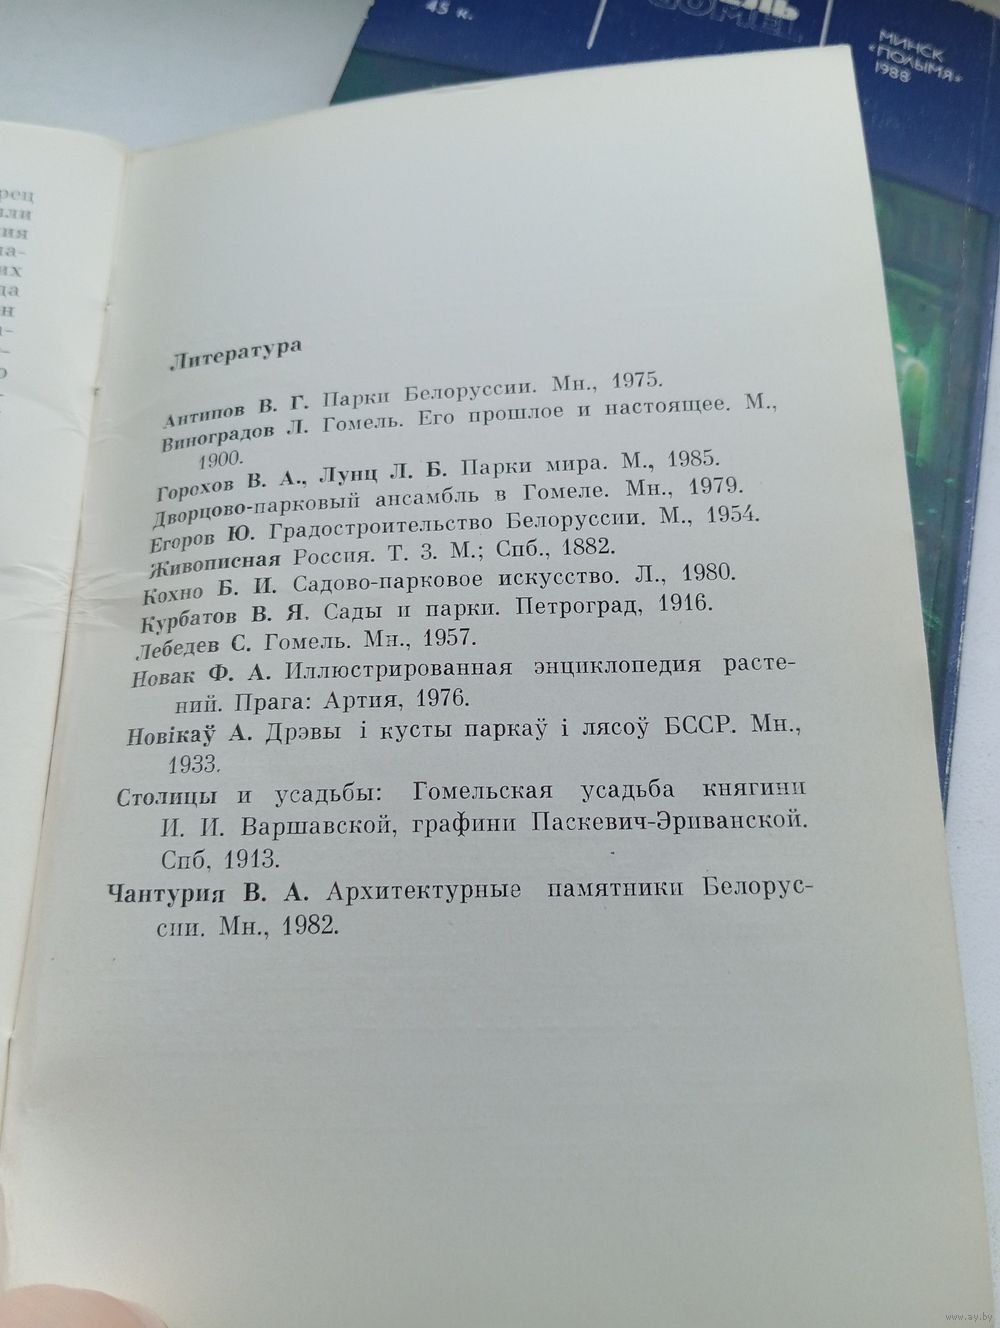 45 к.
GOMEL
МИНСК
«ПОЛЫМЯ»
1988
Литература
Антипов В. Г. Парки Белоруссии. Мн., 1975.
Виноградов Л. Гомель. Его прошлое и настоящее. М.,
1900.
Горохов В. А., Лунц Л. Б. Парки мира. М., 1985.
Дворцово-парковый ансамбль в Гомеле. Мн., 1979.
Егоров Ю. Градостроительство Белоруссии. М., 1954.
Живописная Россия. Т. 3. М.; Спб., 1882.
Кохно Б. И. Садово-парковое искусство. Л., 1980.
Курбатов В. Я. Сады и парки. Петроград, 1916.
Лебедев С. Гомель. Мн., 1957.
Новак Ф. А. Иллюстрированная энциклопедия расте-
ний. Прага: Артия, 1976.
Новікаў А. Дрэвы і кусты паркаў і лясоў БССР. Мн.,
1933.
Столицы и усадьбы: Гомельская усадьба княгини
И. И. Варшавской, графини Паскевич-Эриванской.
Спб, 1913.
Чантурия В. А. Архитектурные памятники Белорус-
сии. Мн., 1982.
www.ay.by